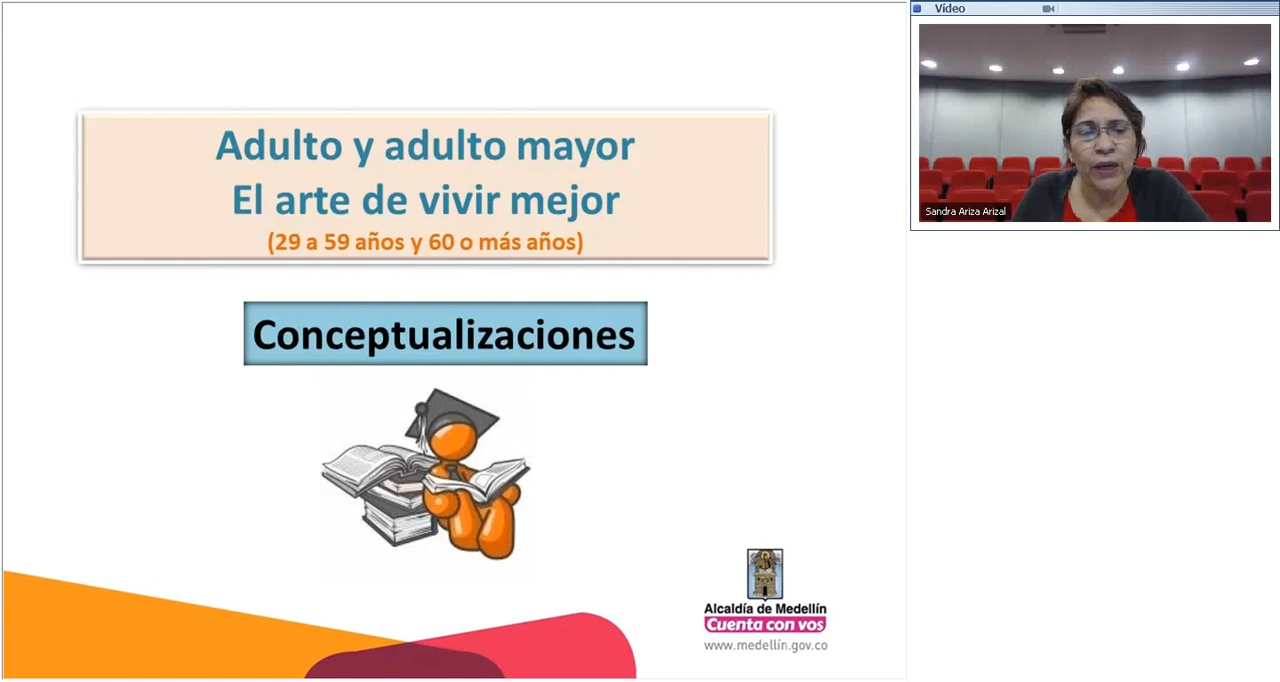 Adulto y adulto mayor
El arte de vivir mejor
(29 a 59 años y 60 o más años)
Conceptualizaciones
Alcaldía de Medellín
Cuenta con vos
www.medellin.gov.co
Vídeo
Sandra Ariza Arizal